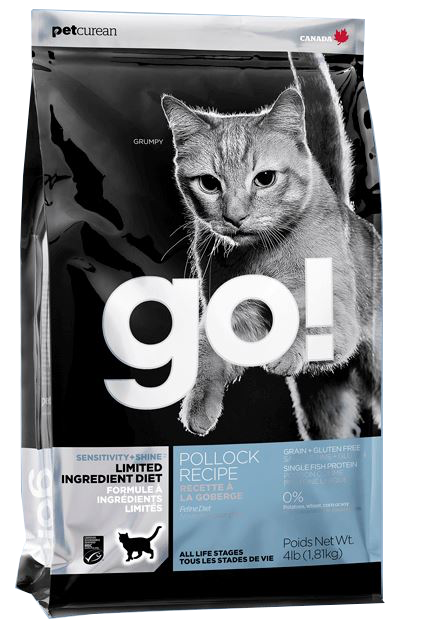 petcurean
CANADA
GRUMPY
go!
SENSITIVITY+SHINE
LIMITED
INGREDIENT DIET
FORMULE À
INGRÉDIENTS
LIMITÉS
POLLOCK
RECIPE
RECETTE À
LA GOBERGE
Feline Diet
ALL LIFE STAGES
TOUS LES STADES DE VIE
GRAIN + GLUTEN FREE
SINGLE FISH PROTEIN
0%
Poids Net Wt.
4lb (1,81kg)
go!